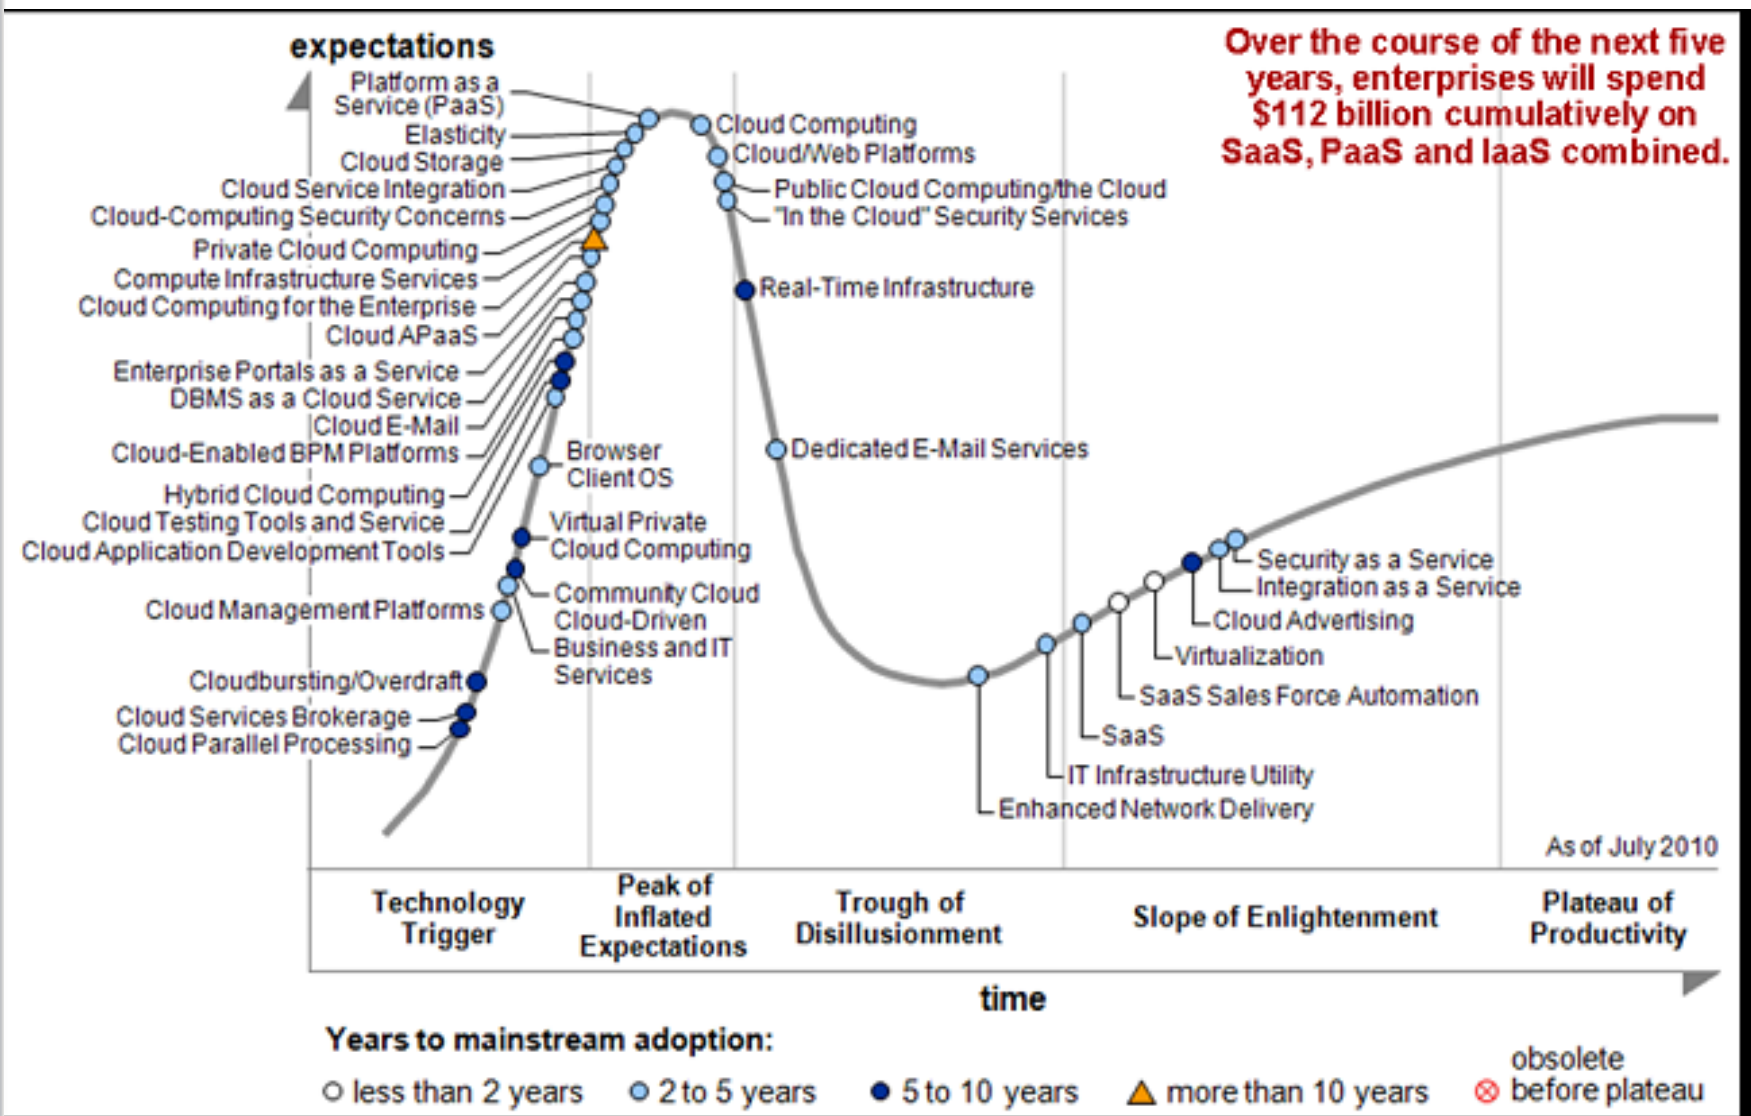 expectations
Over the course of the next five
years, enterprises will spend
$112 billion cumulatively on
SaaS, PaaS and IaaS combined.
Platform as a
Service (PaaS)
Elasticity
Cloud Storage
Cloud Service Integration
Cloud-Computing Security Concerns
Private Cloud Computing
Compute Infrastructure Services
Cloud Computing for the Enterprise
Cloud APaaS
Enterprise Portals as a Service
DBMS as a Cloud Service
Cloud E-Mail
Cloud-Enabled BPM Platforms
Hybrid Cloud Computing
Cloud Testing Tools and Service
Cloud Application Development Tools
Cloud Management Platforms
Cloudbursting/Overdraft
Cloud Services Brokerage
Cloud Parallel Processing
Browser
Client OS
Virtual Private
Cloud Computing
Community Cloud
Cloud-Driven
Business and IT
Services
Cloud Computing
Cloud/Web Platforms
Public Cloud Computing/the Cloud
"In the Cloud" Security Services
Real-Time Infrastructure
Dedicated E-Mail Services
Security as a Service
Integration as a Service
Cloud Advertising
Virtualization
SaaS Sales Force Automation
SaaS
IT Infrastructure Utility
Enhanced Network Delivery
As of July 2010
Technology
Trigger
Peak of
Inflated
Expectations
Trough of
Disillusionment
Slope of Enlightenment
Plateau of
Productivity
time
Years to mainstream adoption:
less than 2 years
2 to 5 years
5 to 10 years
more than 10 years
obsolete
before plateau